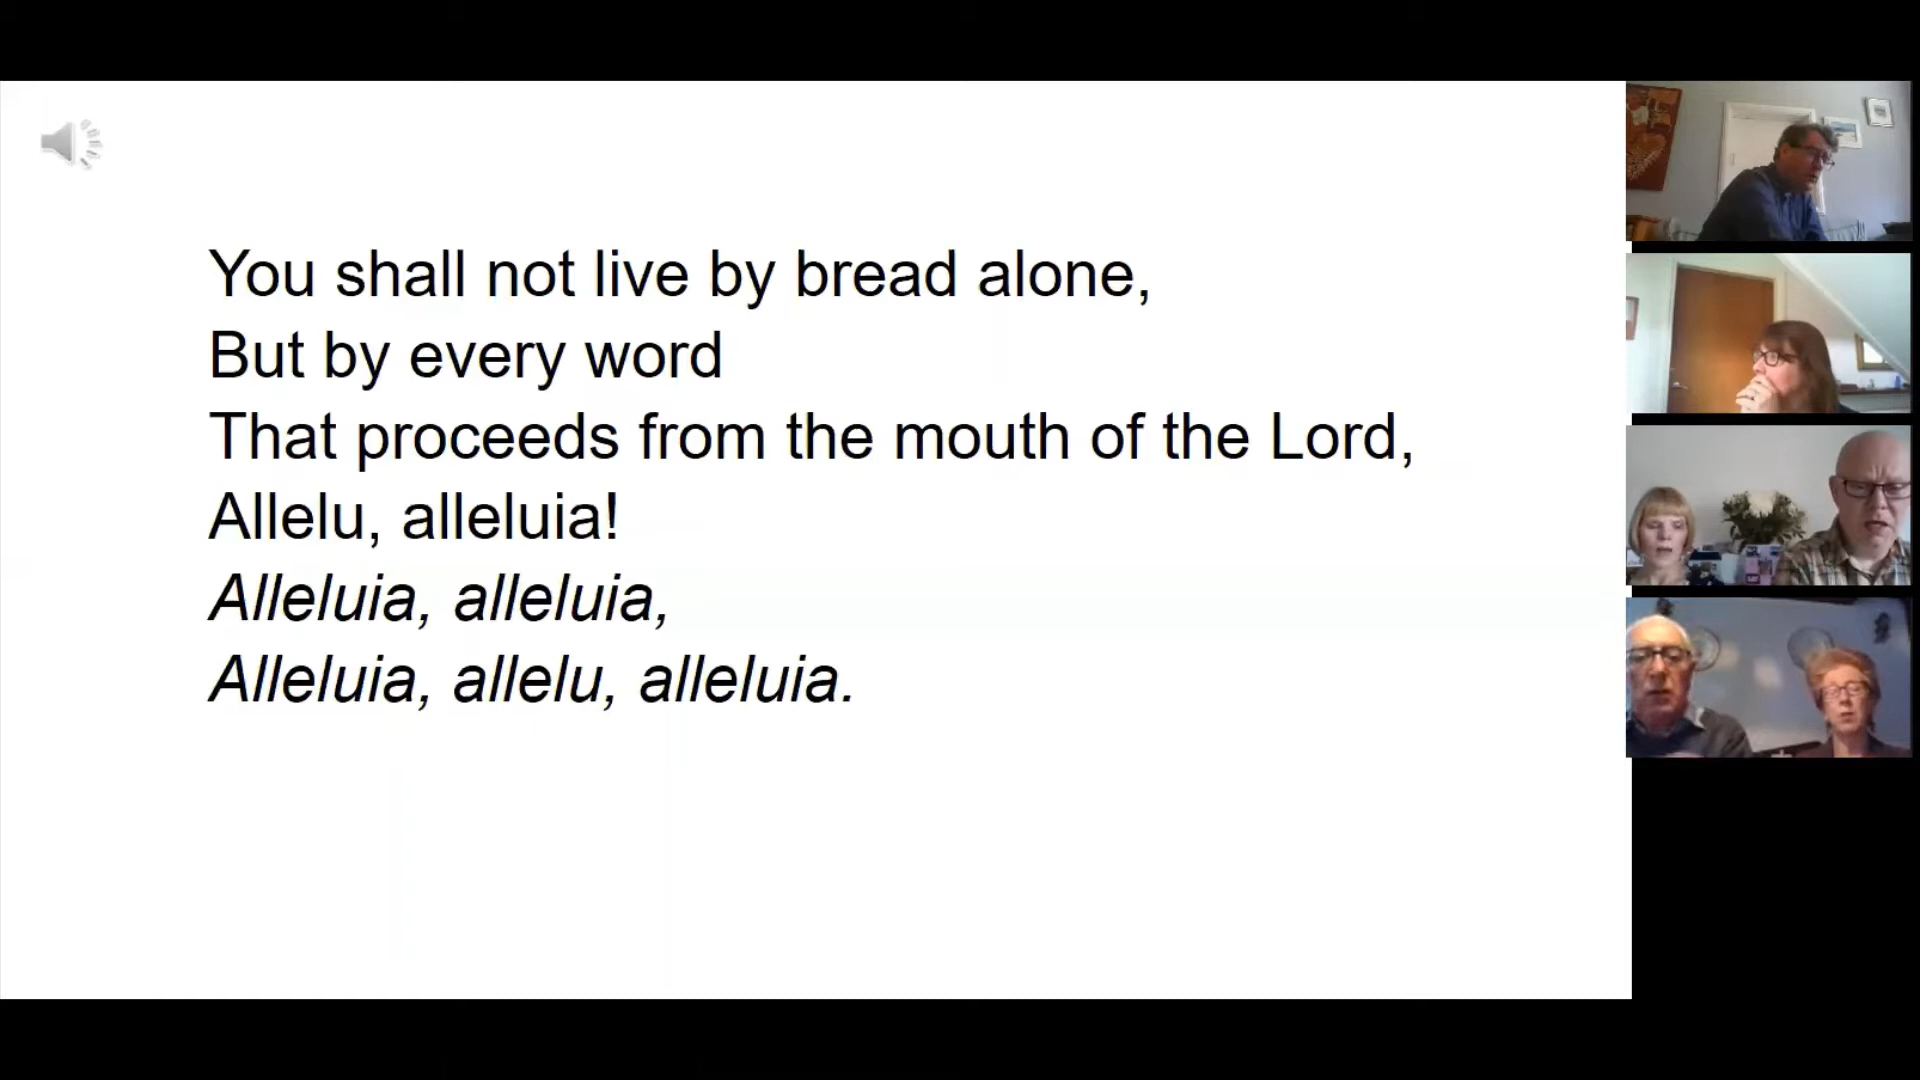 You shall not live by bread alone,
But by every word
That proceeds from the mouth of the Lord,
Allelu, alleluia!
Alleluia, alleluia,
Alleluia, allelu, alleluia.